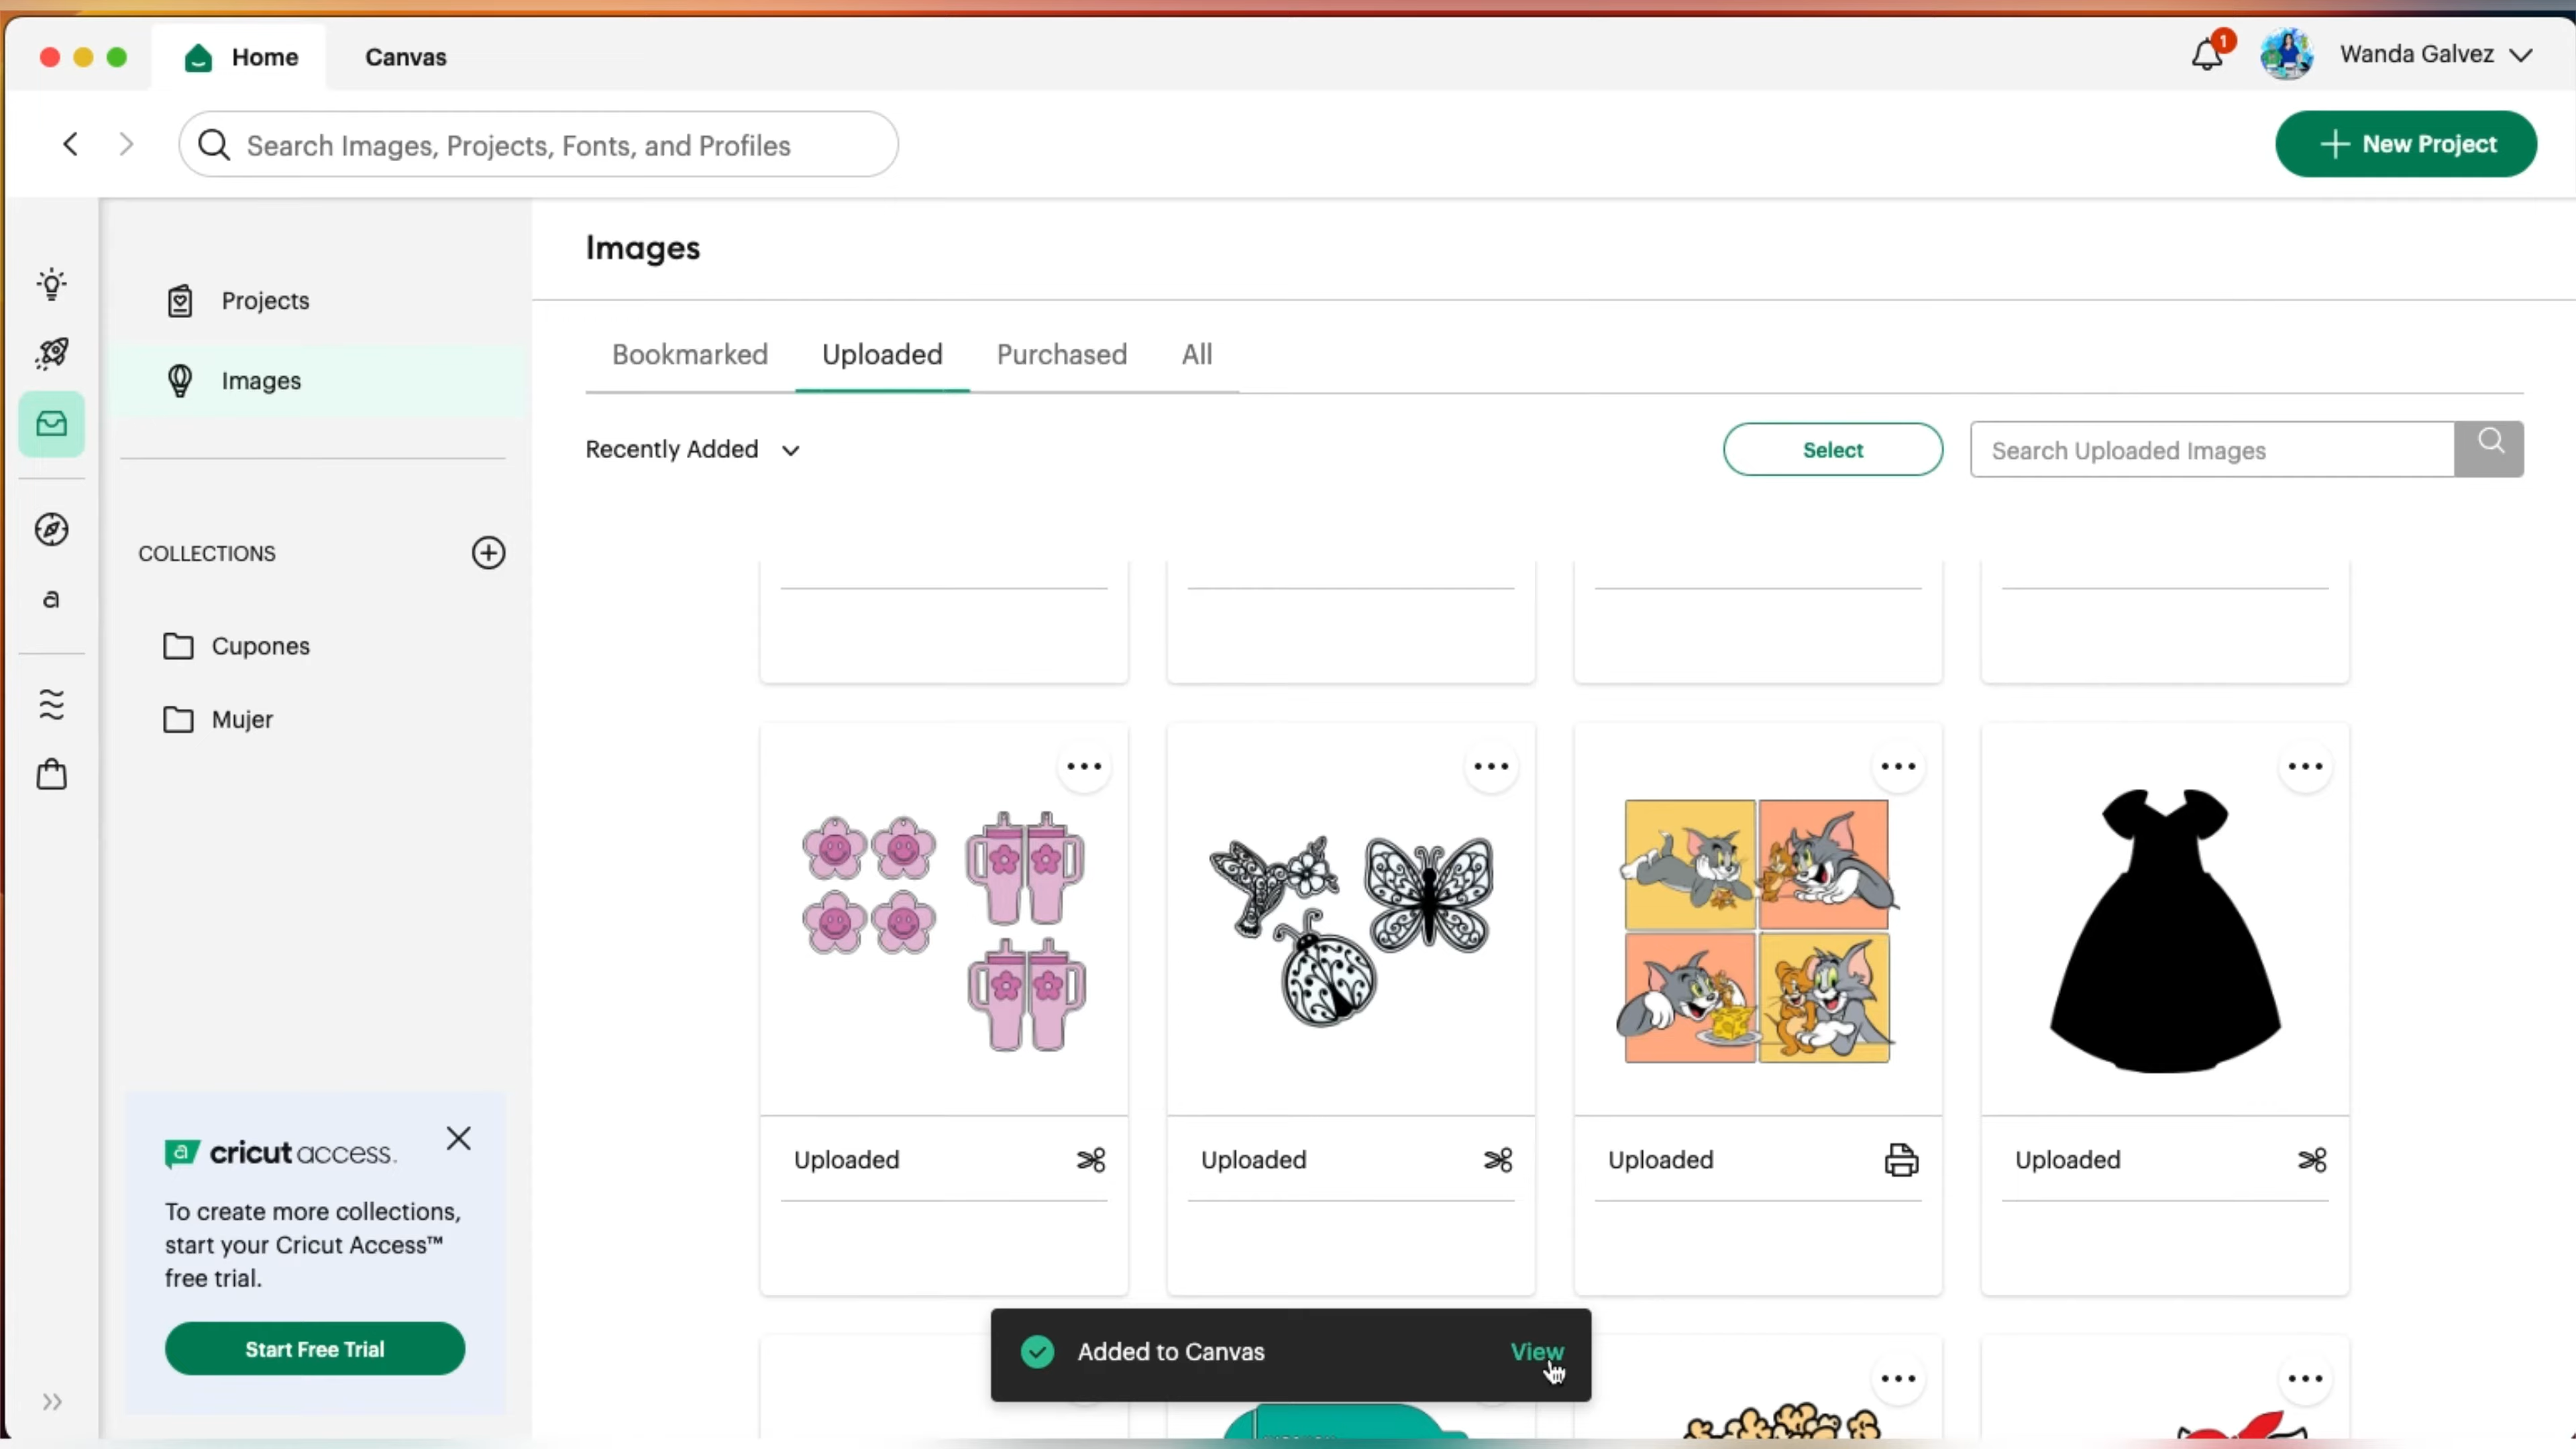 Home
Canvas
1
Wanda Galvez
Search Images, Projects, Fonts, and Profiles
New Project
Images
Projects
Images
Bookmarked
Uploaded
Purchased
All
Recently Added
Select
Search Uploaded Images
COLLECTIONS
a
Cupones
Mujer
Uploaded
Uploaded
Uploaded
Uploaded
a cricut access.
To create more collections,
start your Cricut Access™
free trial.
Start Free Trial
Added to Canvas
View